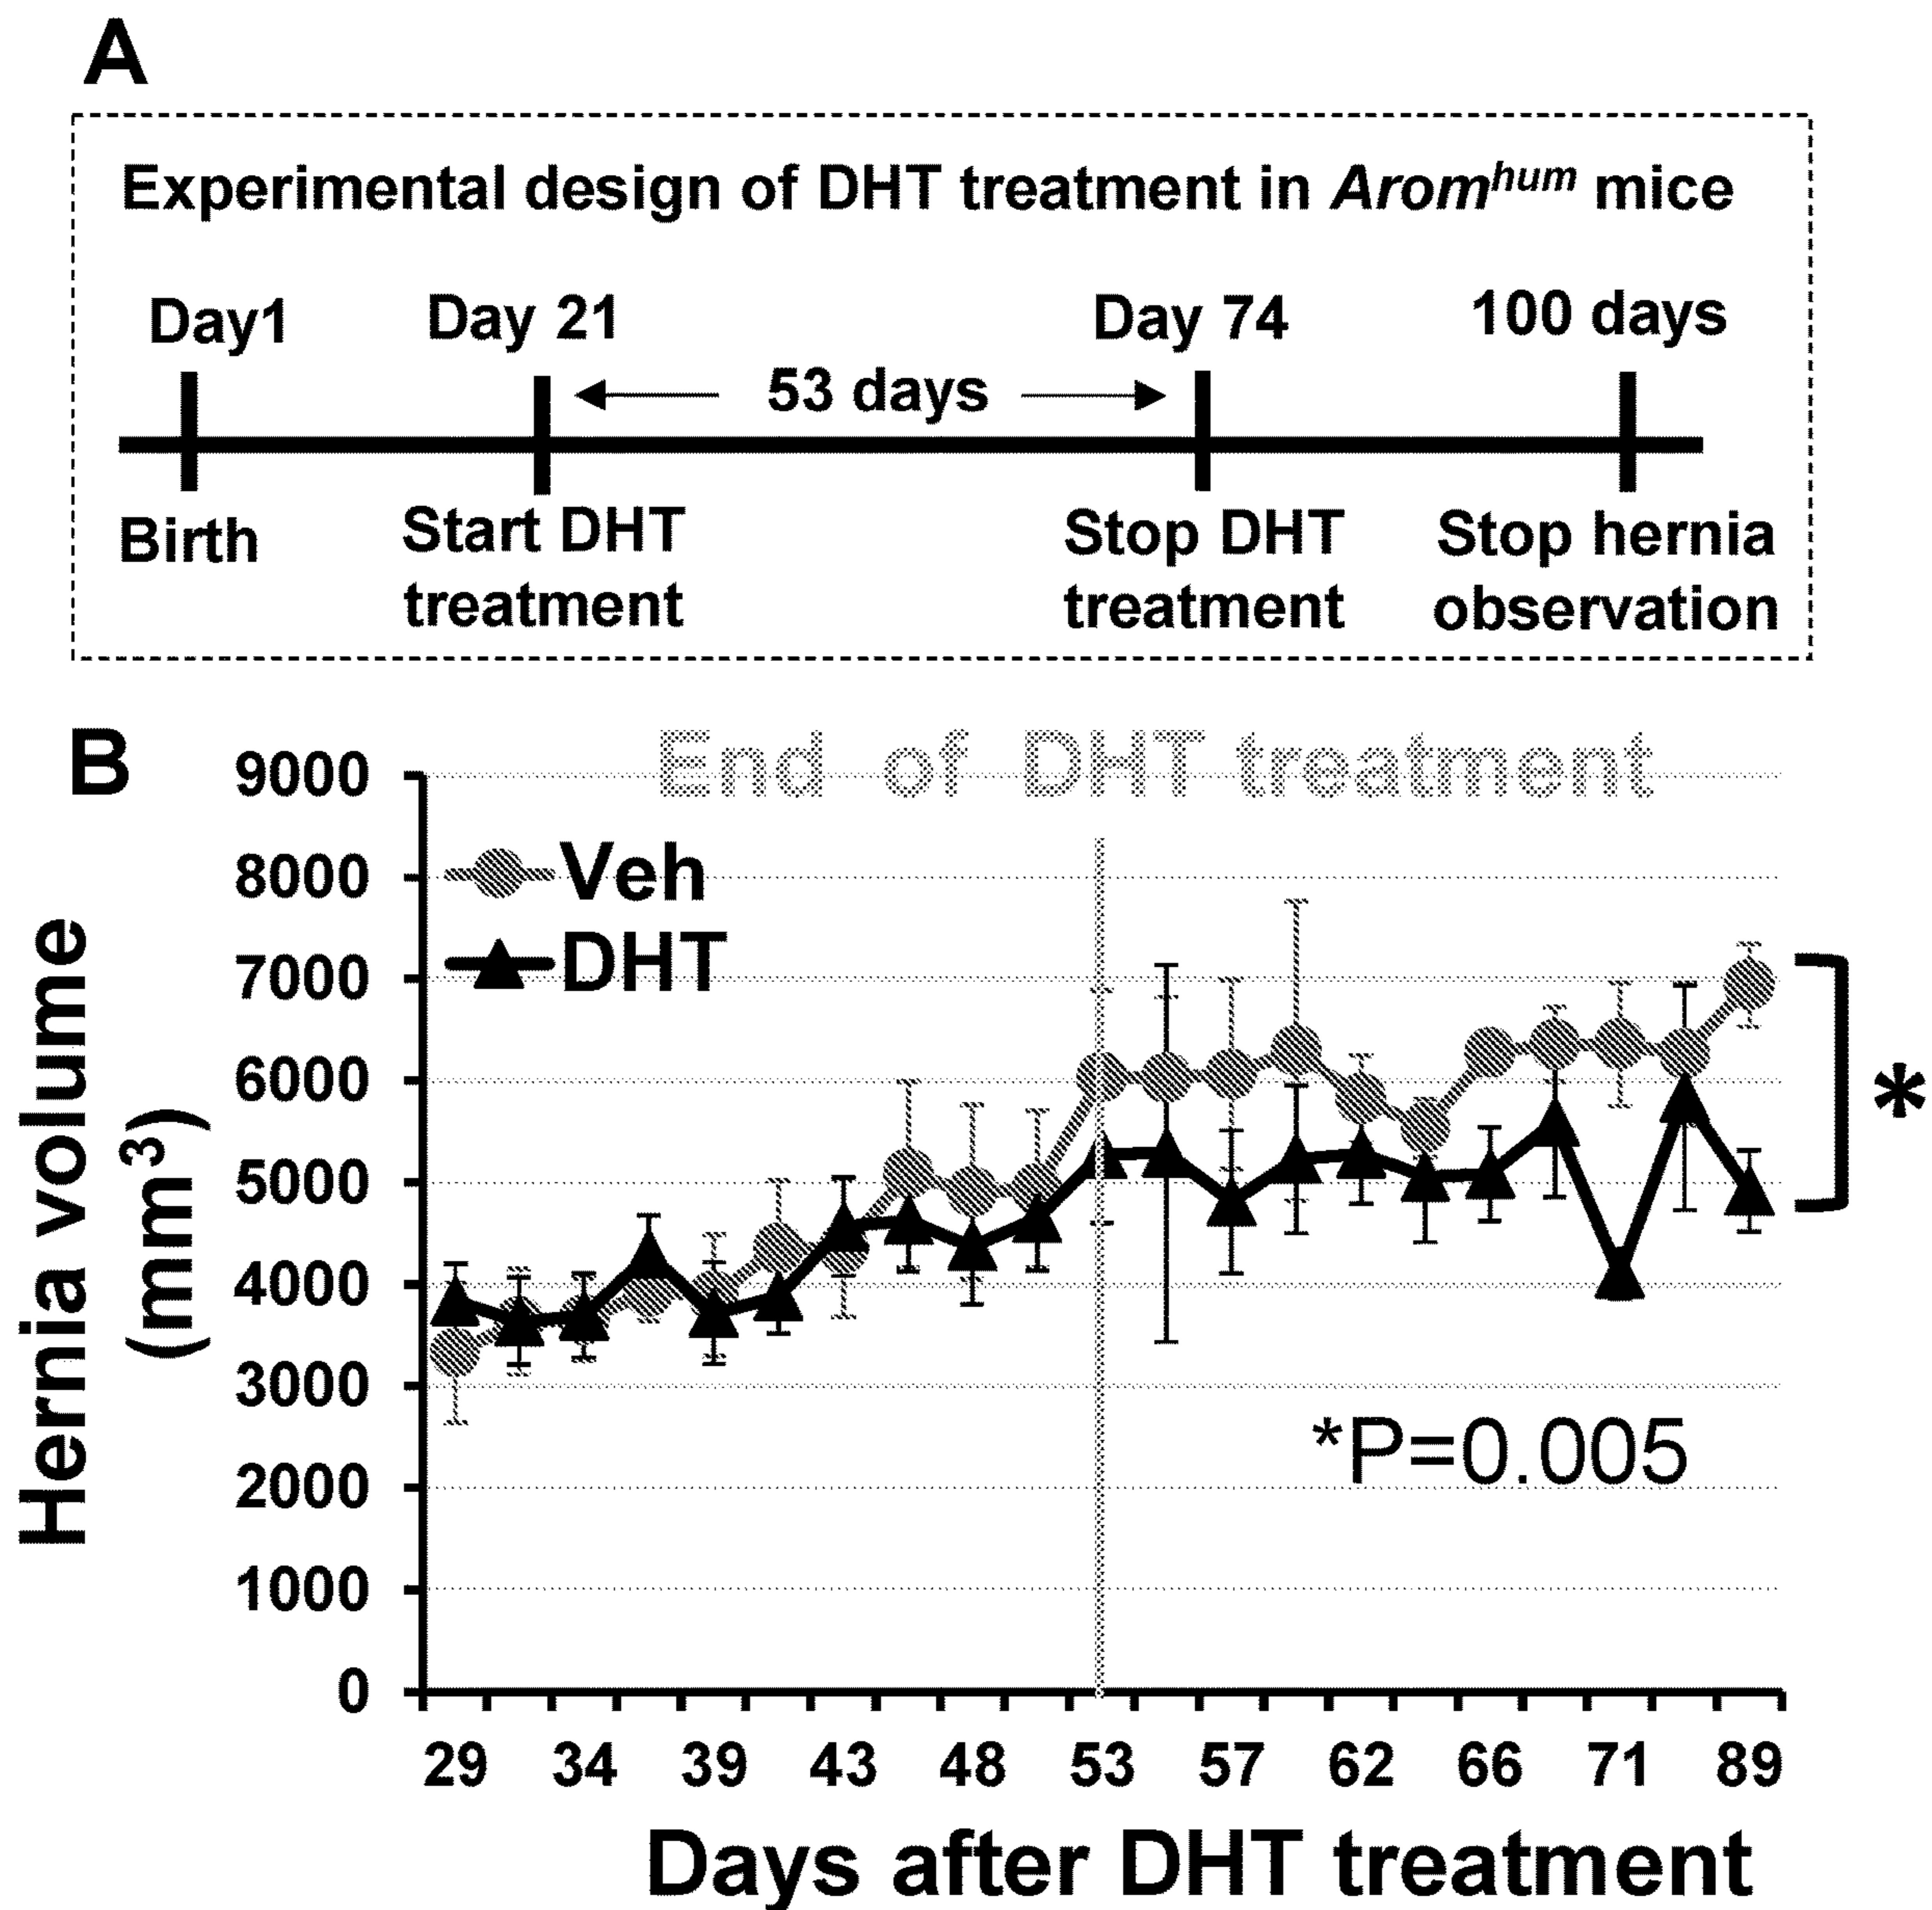 A
Experimental design of DHT treatment in Arom^hum mice
Day1 Day 21 Day 74 100 days
53 days
Birth Start DHT Stop DHT Stop hernia
treatment treatment observation
B
End of DHT treatment
9000
8000
7000
6000
5000
4000
3000
2000
1000
0
Veh
DHT
*
*P=0.005
Hernia volume
(mm³)
29 34 39 43 48 53 57 62 66 71 89
Days after DHT treatment